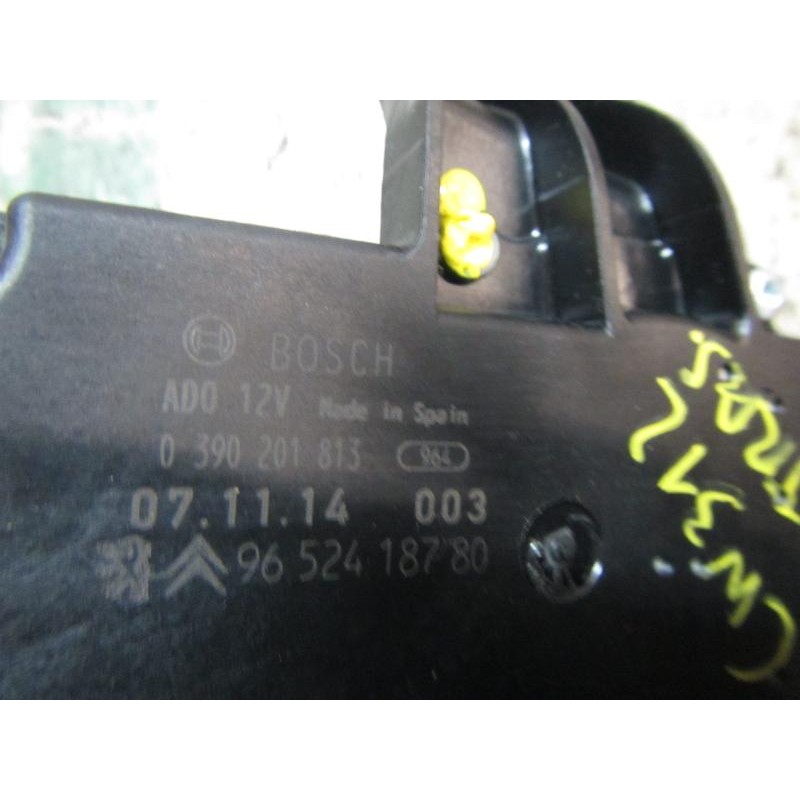 BOSCH
ADO 12V Made in Spain
0 390 201 813 964
07.11.14 003
96 524 187 80